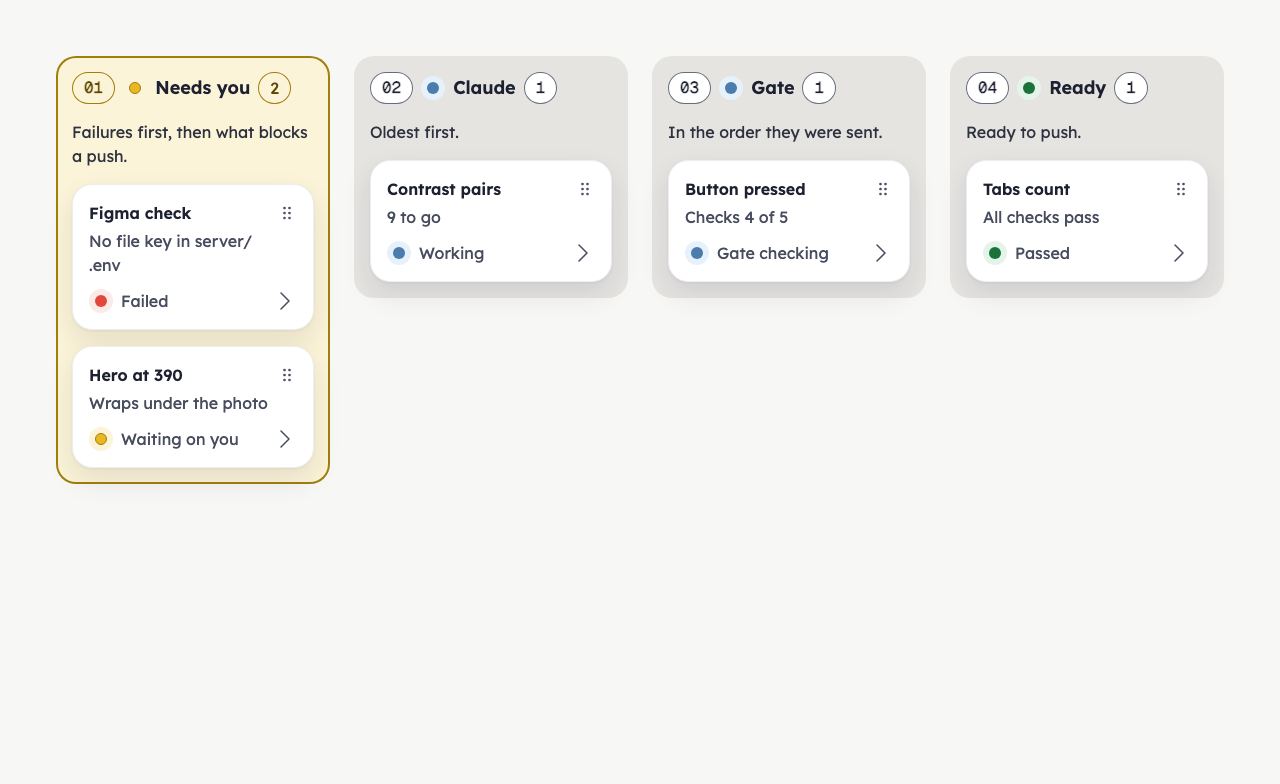 01 Needs you 2
Failures first, then what blocks
a push.
Figma check
No file key in server/
.env
Failed
Hero at 390
Wraps under the photo
Waiting on you
02 Claude 1
Oldest first.
Contrast pairs
9 to go
Working
03 Gate 1
In the order they were sent.
Button pressed
Checks 4 of 5
Gate checking
04 Ready 1
Ready to push.
Tabs count
All checks pass
Passed